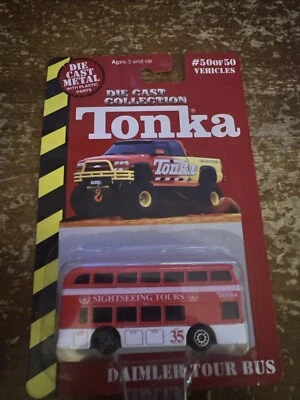 DIE
CAST
METAL
WITH PLASTIC
PARTS
Ages 3 and up
#50 OF 50
VEHICLES
DIE CAST
COLLECTION
Tonka
Tonka
SIGHTSEEING TOURS
35
DAIMLER TOUR BUS